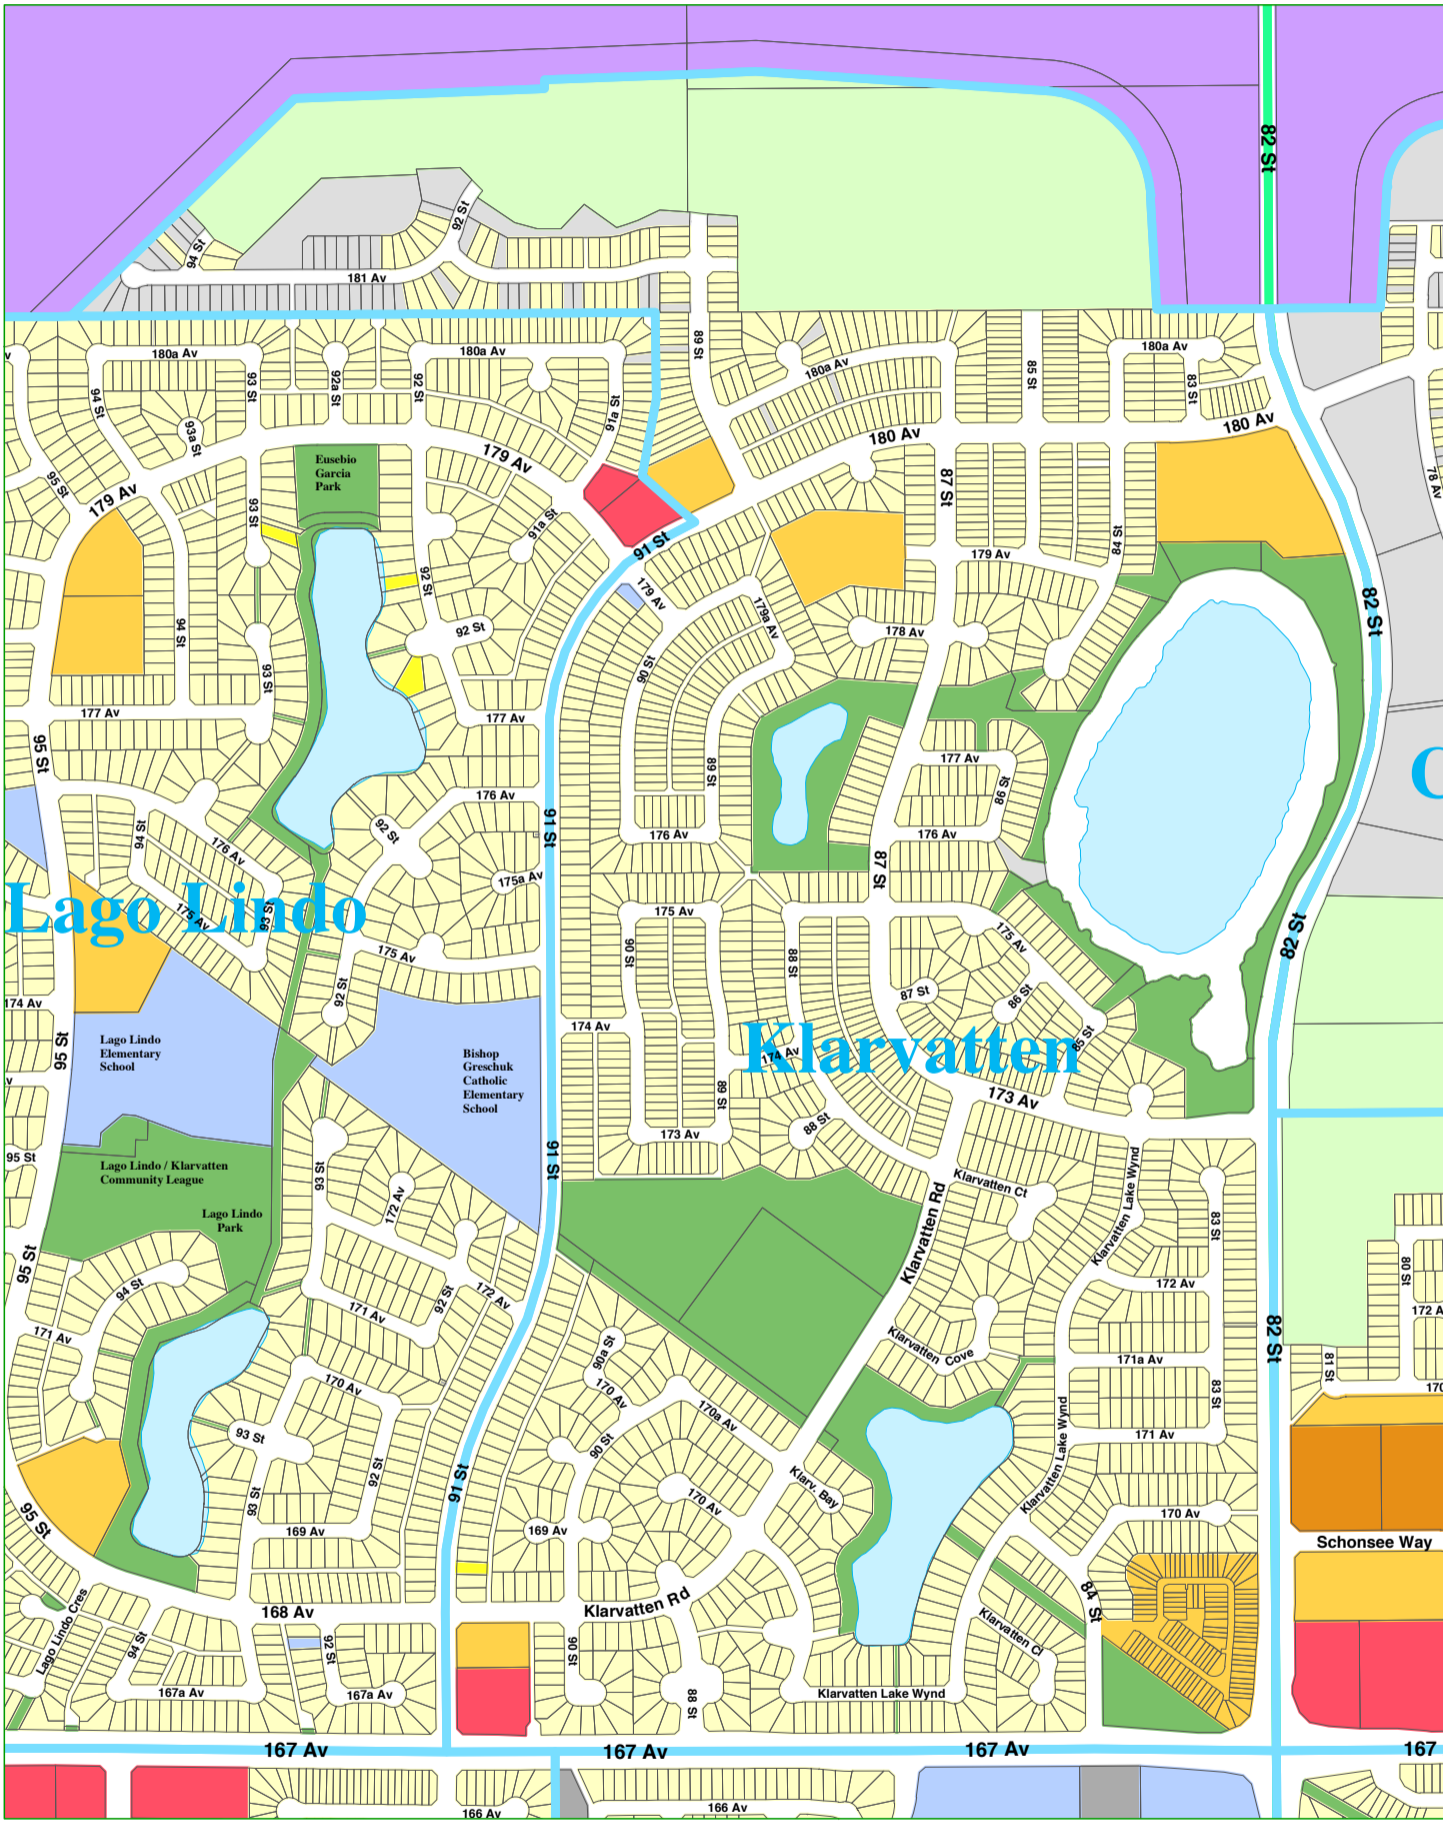 82 St
92 St
94 St
181 Av
89 St
180a Av
180a Av
180a Av
180a Av
93 St
92a St
92 St
91a St
85 St
83 St
94 St
93a St
180 Av
180 Av
179 Av
Eusebio
Garcia
Park
95 St
179 Av
87 St
78 Av
93 St
91a St
91 St
84 St
179 Av
92 St
179 Av
179a Av
82 St
94 St
92 St
178 Av
90 St
93 St
177 Av
177 Av
95 St
177 Av
89 St
86 St
176 Av
C
91 St
94 St
92 St
176 Av
176 Av
176 Av
87 St
175a Av
Lago Lindo
175 Av
93 St
175 Av
175 Av
82 St
90 St
175 Av
88 St
92 St
87 St
86 St
174 Av
174 Av
95 St
Lago Lindo
Elementary
School
Bishop
Greschuk
Catholic
Elementary
School
Klarvatten
174 Av
85 St
89 St
173 Av
88 St
173 Av
95 St
91 St
Lago Lindo / Klarvatten
Community League
93 St
172 Av
Lago Lindo
Park
Klarvatten Ct
Klarvatten Rd
Klarvatten Lake Wynd
83 St
95 St
94 St
92 St
172 Av
172 Av
80 St
171 Av
171 Av
172 A
82 St
90a St
Klarvatten Cove
171a Av
81 St
170
170 Av
170 Av
170a Av
83 St
93 St
90 St
Klarvatten Lake Wynd
171 Av
92 St
91 St
Klarv. Bay
93 St
170 Av
Klarvatten Lake Wynd
170 Av
95 St
169 Av
169 Av
Schonsee Way
Lago Lindo Cres
168 Av
Klarvatten Rd
84 St
94 St
92 St
90 St
Klarvatten Cl
167a Av
167a Av
88 St
Klarvatten Lake Wynd
167 Av
167 Av
167 Av
167
166 Av
166 Av